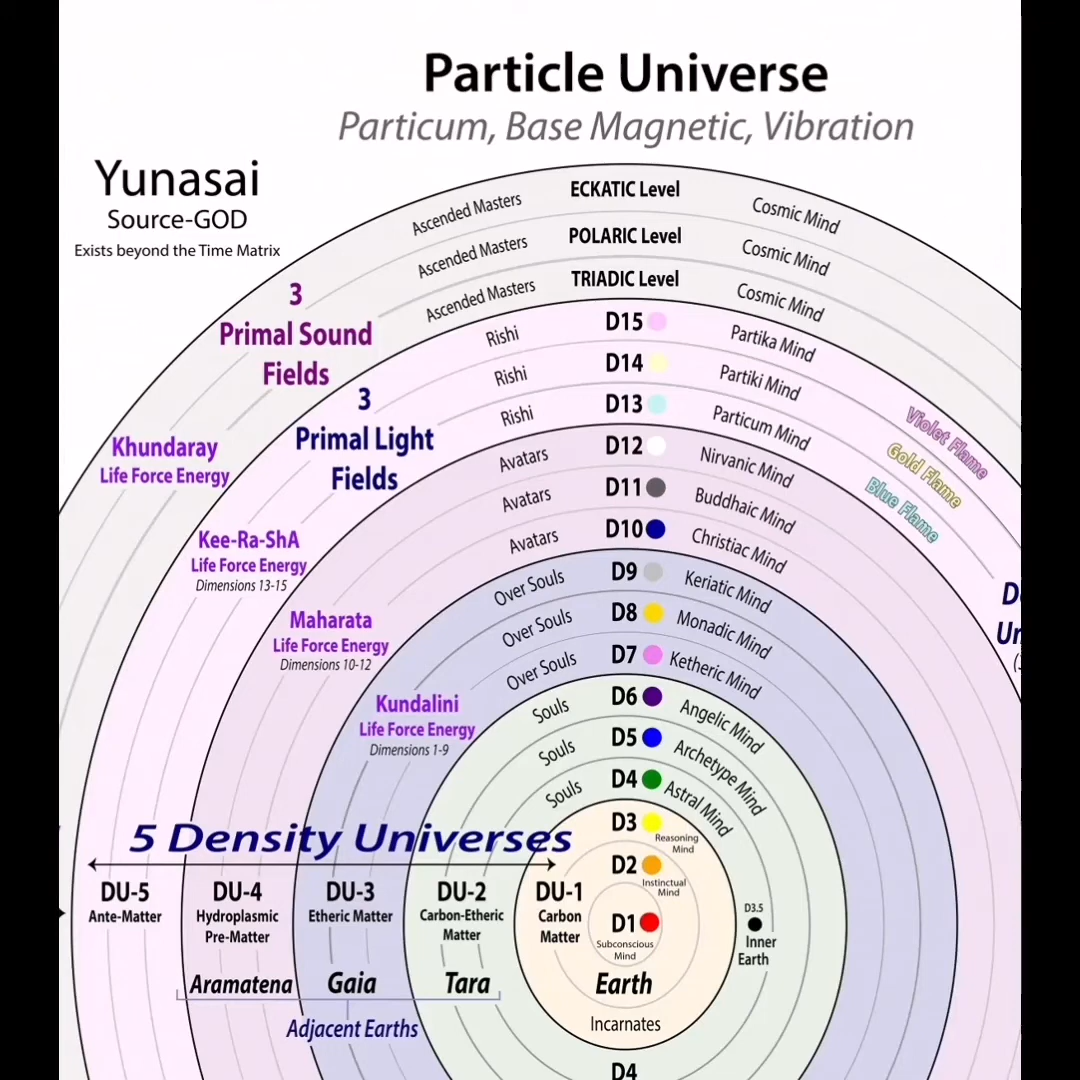 Particle Universe
Particum, Base Magnetic, Vibration
Yunasai
Source-GOD
Exists beyond the Time Matrix
Ascended Masters ECKATIC Level Cosmic Mind
Ascended Masters POLARIC Level Cosmic Mind
Ascended Masters TRIADIC Level Cosmic Mind
3
Primal Sound
Fields
Rishi D15 Partika Mind
Rishi D14 Partiki Mind
Rishi D13 Particum Mind
3
Primal Light
Fields
Violet Flame
Gold Flame
Blue Flame
Khundaray
Life Force Energy
Avatars D12 Nirvanic Mind
Avatars D11 Buddhaic Mind
Avatars D10 Christiac Mind
Kee-Ra-ShA
Life Force Energy
Dimensions 13-15
Over Souls D9 Keriatic Mind
Over Souls D8 Monadic Mind
Over Souls D7 Ketheric Mind
Maharata
Life Force Energy
Dimensions 10-12
Kundalini
Life Force Energy
Dimensions 1-9
Souls D6 Angelic Mind
Souls D5 Archetype Mind
Souls D4 Astral Mind
D3
Reasoning
Mind
D2
Instinctual
Mind
D1
Subconscious
Mind
5 Density Universes
DU-5
Ante-Matter
DU-4
Hydroplasmic
Pre-Matter
DU-3
Etheric Matter
DU-2
Carbon-Etheric
Matter
DU-1
Carbon
Matter
D3.5
Inner
Earth
Aramatena Gaia Tara Earth
Adjacent Earths
Incarnates
D4